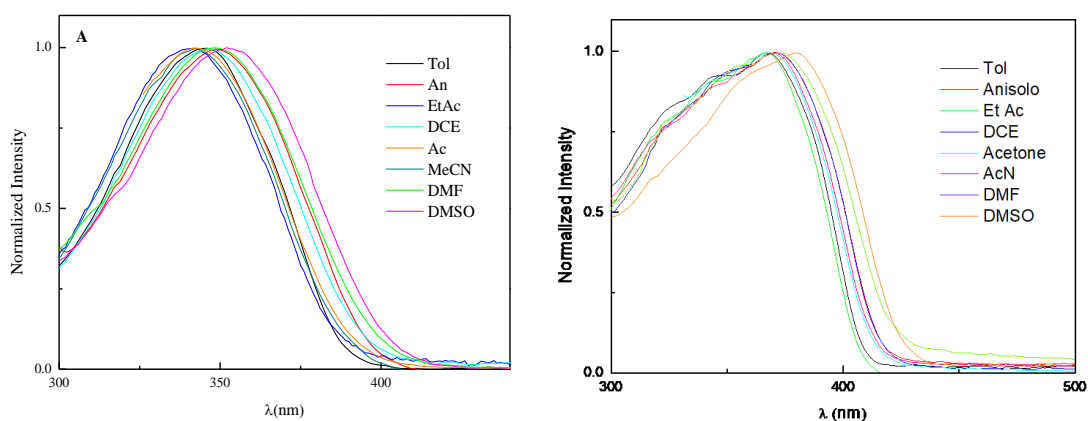 A
Normalized Intensity
1.0
0.5
0.0
300
350
400
λ(nm)
Tol
An
EtAc
DCE
Ac
MeCN
DMF
DMSO
Normalized Intensity
1.0
0.5
0.0
300
400
500
λ (nm)
Tol
Anisolo
Et Ac
DCE
Acetone
AcN
DMF
DMSO